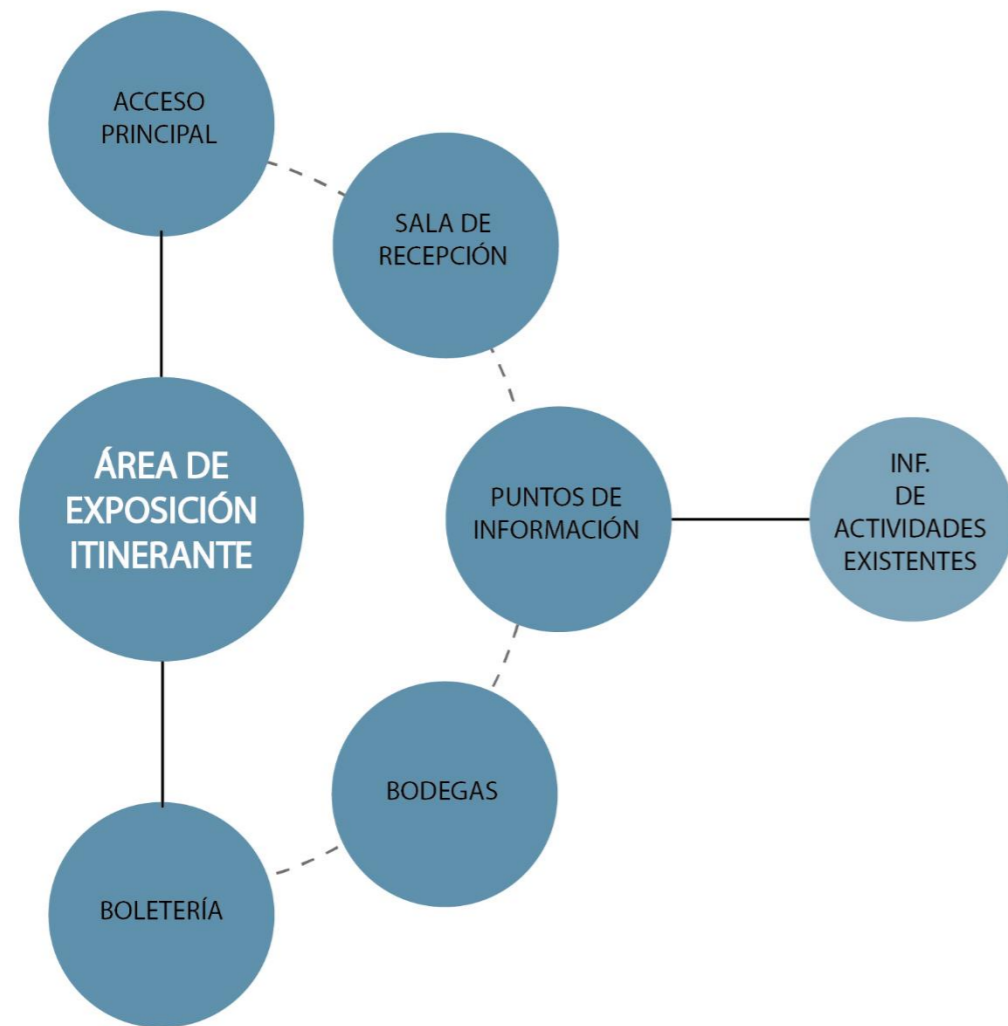 ACCESO
PRINCIPAL
SALA DE
RECEPCIÓN
ÁREA DE
EXPOSICIÓN
ITINERANTE
PUNTOS DE
INFORMACIÓN
INF.
DE
ACTIVIDADES
EXISTENTES
BODEGAS
BOLETERÍA